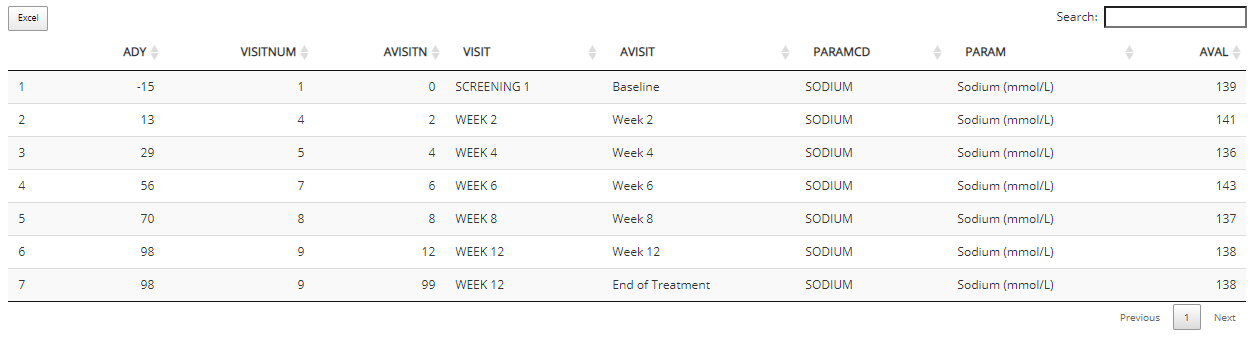 Excel Search:
ADY VISITNUM AVISITN VISIT AVISIT PARAMCD PARAM AVAL
1 -15 1 0 SCREENING 1 Baseline SODIUM Sodium (mmol/L) 139
2 13 4 2 WEEK 2 Week 2 SODIUM Sodium (mmol/L) 141
3 29 5 4 WEEK 4 Week 4 SODIUM Sodium (mmol/L) 136
4 56 7 6 WEEK 6 Week 6 SODIUM Sodium (mmol/L) 143
5 70 8 8 WEEK 8 Week 8 SODIUM Sodium (mmol/L) 137
6 98 9 12 WEEK 12 Week 12 SODIUM Sodium (mmol/L) 138
7 98 9 99 WEEK 12 End of Treatment SODIUM Sodium (mmol/L) 138
Previous 1 Next